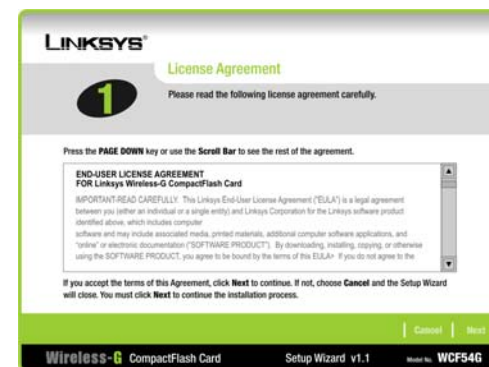 LINKSYS®
License Agreement
1
Please read the following license agreement carefully.
Press the PAGE DOWN key or use the Scroll Bar to see the rest of the agreement.
END-USER LICENSE AGREEMENT
FOR Linksys Wireless-G CompactFlash Card
IMPORTANT-READ CAREFULLY: This Linksys End-User License Agreement ("EULA") is a legal agreement
between you (either an individual or a single entity) and Linksys Corporation for the Linksys software product
identified above, which includes computer
software and may include associated media, printed materials, additional computer software applications, and
"online" or electronic documentation ("SOFTWARE PRODUCT"). By downloading, installing, copying, or otherwise
using the SOFTWARE PRODUCT, you agree to be bound by the terms of this EULA> If you do not agree to the
If you accept the terms of this Agreement, click Next to continue. If not, choose Cancel and the Setup Wizard
will close. You must click Next to continue the installation process.
Cancel Next
Wireless-G CompactFlash Card Setup Wizard v1.1 Model No. WCF54G